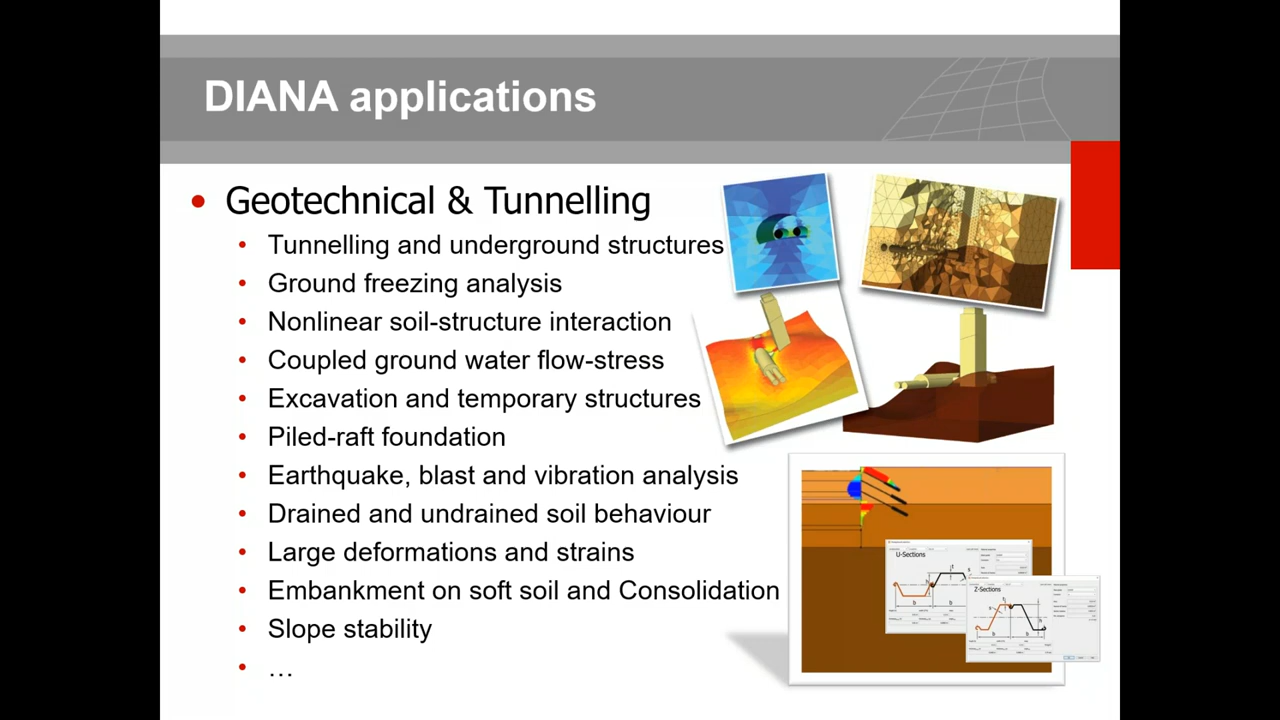 DIANA applications
• Geotechnical & Tunnelling
• Tunnelling and underground structures
• Ground freezing analysis
• Nonlinear soil-structure interaction
• Coupled ground water flow-stress
• Excavation and temporary structures
• Piled-raft foundation
• Earthquake, blast and vibration analysis
• Drained and undrained soil behaviour
• Large deformations and strains
• Embankment on soft soil and Consolidation
• Slope stability
• …
U-Sections
Z-Sections